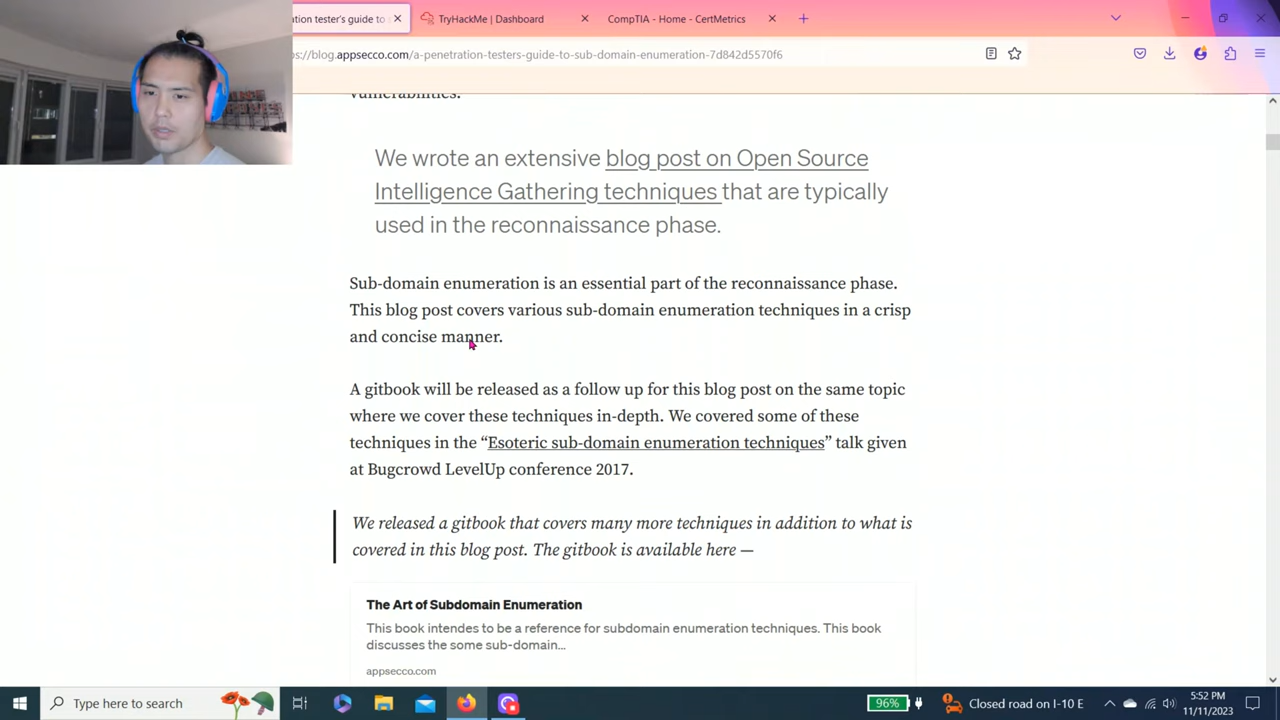 tion tester's guide to
TryHackMe | Dashboard
CompTIA - Home - CertMetrics
ps://blog.appsecco.com/a-penetration-testers-guide-to-sub-domain-enumeration-7d842d5570f6
vulnerabilities.
We wrote an extensive blog post on Open Source
Intelligence Gathering techniques that are typically
used in the reconnaissance phase.
Sub-domain enumeration is an essential part of the reconnaissance phase.
This blog post covers various sub-domain enumeration techniques in a crisp
and concise manner.
A gitbook will be released as a follow up for this blog post on the same topic
where we cover these techniques in-depth. We covered some of these
techniques in the “Esoteric sub-domain enumeration techniques” talk given
at Bugcrowd LevelUp conference 2017.
We released a gitbook that covers many more techniques in addition to what is
covered in this blog post. The gitbook is available here —
The Art of Subdomain Enumeration
This book intendes to be a reference for subdomain enumeration techniques. This book
discusses the some sub-domain...
appsecco.com
Type here to search
96%
Closed road on I-10 E
5:52 PM
11/11/2023